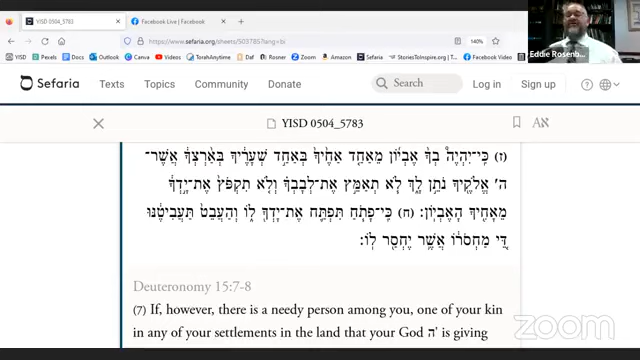 YISD 0504_5783
Facebook Live | Facebook
https://www.sefaria.org/sheets/503785?lang=bi
140%
YISD
Pevels
Docs
Outlook
Canva
Videos
TorahAnytime
Daf
Rosner
Zoom
Amazon
Sefaria
StoriesToInspire.org
Facebook Video
Eddie Rosenb...
Sefaria
Texts
Topics
Community
Donate
Search
Log in
Sign up
YISD 0504_5783
(ז) כִּֽי־יִהְיֶה֩ בְךָ֨ אֶבְי֜וֹן מֵאַחַ֤ד אַחֶ֙יךָ֙ בְּאַחַ֣ד שְׁעָרֶ֔יךָ בְּאַ֨רְצְךָ֔ אֲשֶׁר־
ה' אֱלֹקֶ֖יךָ נֹתֵ֣ן לָ֑ךְ לֹ֧א תְאַמֵּ֣ץ אֶת־לְבָבְךָ֗ וְלֹ֤א תִקְפֹּץ֙ אֶת־יָ֣דְךָ֔
מֵאָחִ֖יךָ הָאֶבְיֽוֹן׃ (ח) כִּֽי־פָתֹ֧חַ תִּפְתַּ֛ח אֶת־יָדְךָ֖ ל֑וֹ וְהַעֲבֵט֙ תַּעֲבִיטֶ֔נּוּ
דֵּ֚י מַחְסֹר֔וֹ אֲשֶׁ֥ר יֶחְסַ֖ר לֽוֹ׃
Deuteronomy 15:7-8
(7) If, however, there is a needy person among you, one of your kin
in any of your settlements in the land that your God ה' is giving
zoom